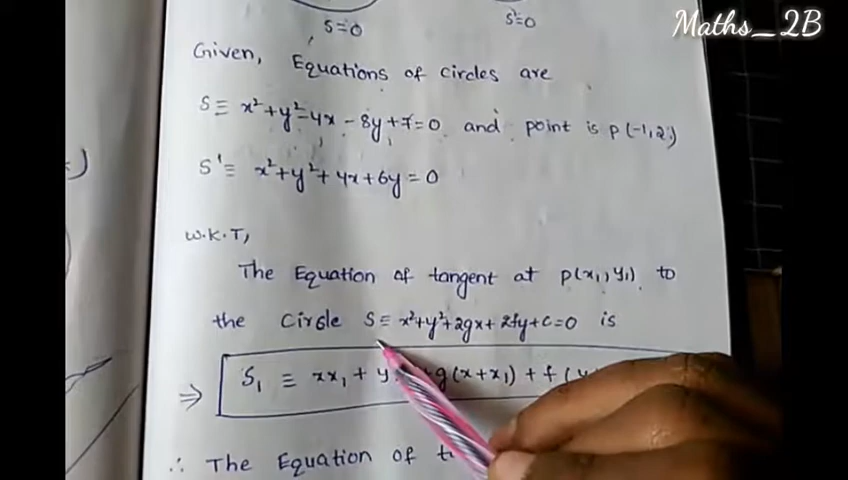 S=0
S'=0
Maths_2B
Given, Equations of circles are
S ≡ x²+y²-4x-8y+7=0 and point is P(-1,2)
S' ≡ x²+y²+4x+6y=0
W.K.T,
The Equation of tangent at P(x₁,y₁) to
the Circle S ≡ x²+y²+2gx+2fy+c=0 is
⇒ S₁ ≡ xx₁ + y g(x+x₁) + f(
∴ The Equation of